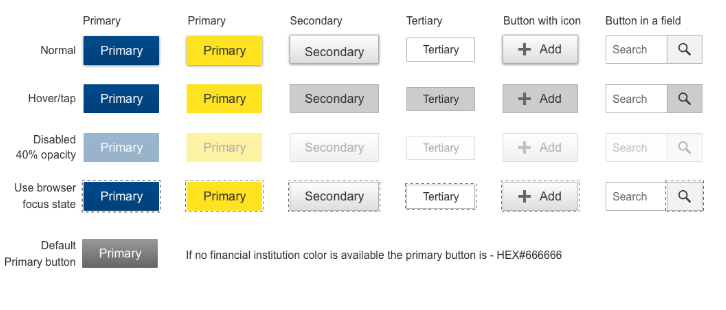 Primary Primary Secondary Tertiary Button with icon Button in a field
Normal Primary Primary Secondary Tertiary Add Search
Hover/tap Primary Primary Secondary Tertiary Add Search
Disabled
40% opacity Primary Primary Secondary Tertiary Add Search
Use browser
focus state Primary Primary Secondary Tertiary Add Search
Default
Primary button Primary If no financial institution color is available the primary button is - HEX#666666